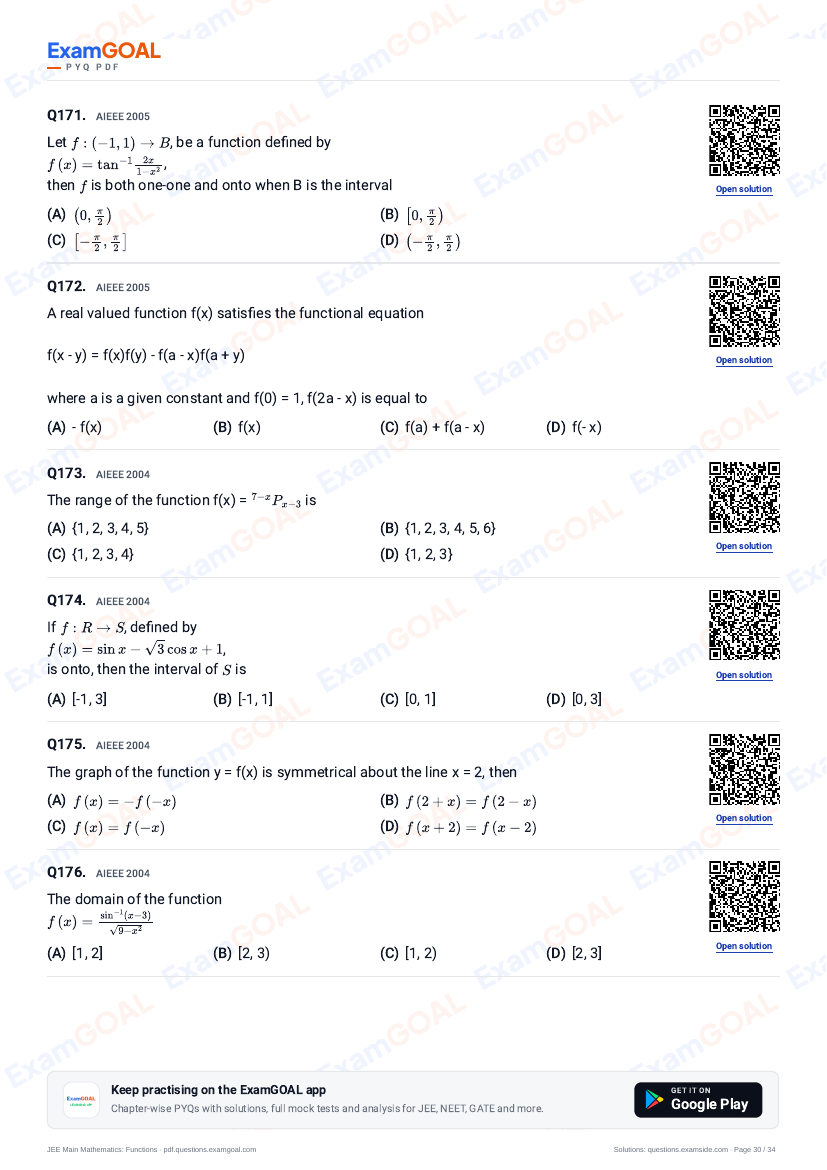 ExamGOAL
PYQ PDF
Q171. AIEEE 2005
Let f : (−1, 1) → B, be a function defined by
f (x) = tan⁻¹ 2x/(1−x²),
then f is both one-one and onto when B is the interval
(A) (0, π/2) (B) [0, π/2)
(C) [−π/2, π/2] (D) (−π/2, π/2)
Open solution
Q172. AIEEE 2005
A real valued function f(x) satisfies the functional equation
f(x - y) = f(x)f(y) - f(a - x)f(a + y)
where a is a given constant and f(0) = 1, f(2a - x) is equal to
(A) - f(x) (B) f(x) (C) f(a) + f(a - x) (D) f(- x)
Open solution
Q173. AIEEE 2004
The range of the function f(x) = ⁷⁻ˣPₓ₋₃ is
(A) {1, 2, 3, 4, 5} (B) {1, 2, 3, 4, 5, 6}
(C) {1, 2, 3, 4} (D) {1, 2, 3}
Open solution
Q174. AIEEE 2004
If f : R → S, defined by
f (x) = sin x − √3 cos x + 1,
is onto, then the interval of S is
(A) [-1, 3] (B) [-1, 1] (C) [0, 1] (D) [0, 3]
Open solution
Q175. AIEEE 2004
The graph of the function y = f(x) is symmetrical about the line x = 2, then
(A) f (x) = −f (−x) (B) f (2 + x) = f (2 − x)
(C) f (x) = f (−x) (D) f (x + 2) = f (x − 2)
Open solution
Q176. AIEEE 2004
The domain of the function
f (x) = sin⁻¹(x−3)/√(9−x²)
(A) [1, 2] (B) [2, 3) (C) [1, 2) (D) [2, 3]
Open solution
Keep practising on the ExamGOAL app
Chapter-wise PYQs with solutions, full mock tests and analysis for JEE, NEET, GATE and more.
GET IT ON
Google Play
JEE Main Mathematics: Functions · pdf.questions.examgoal.com Solutions: questions.examside.com · Page 30 / 34